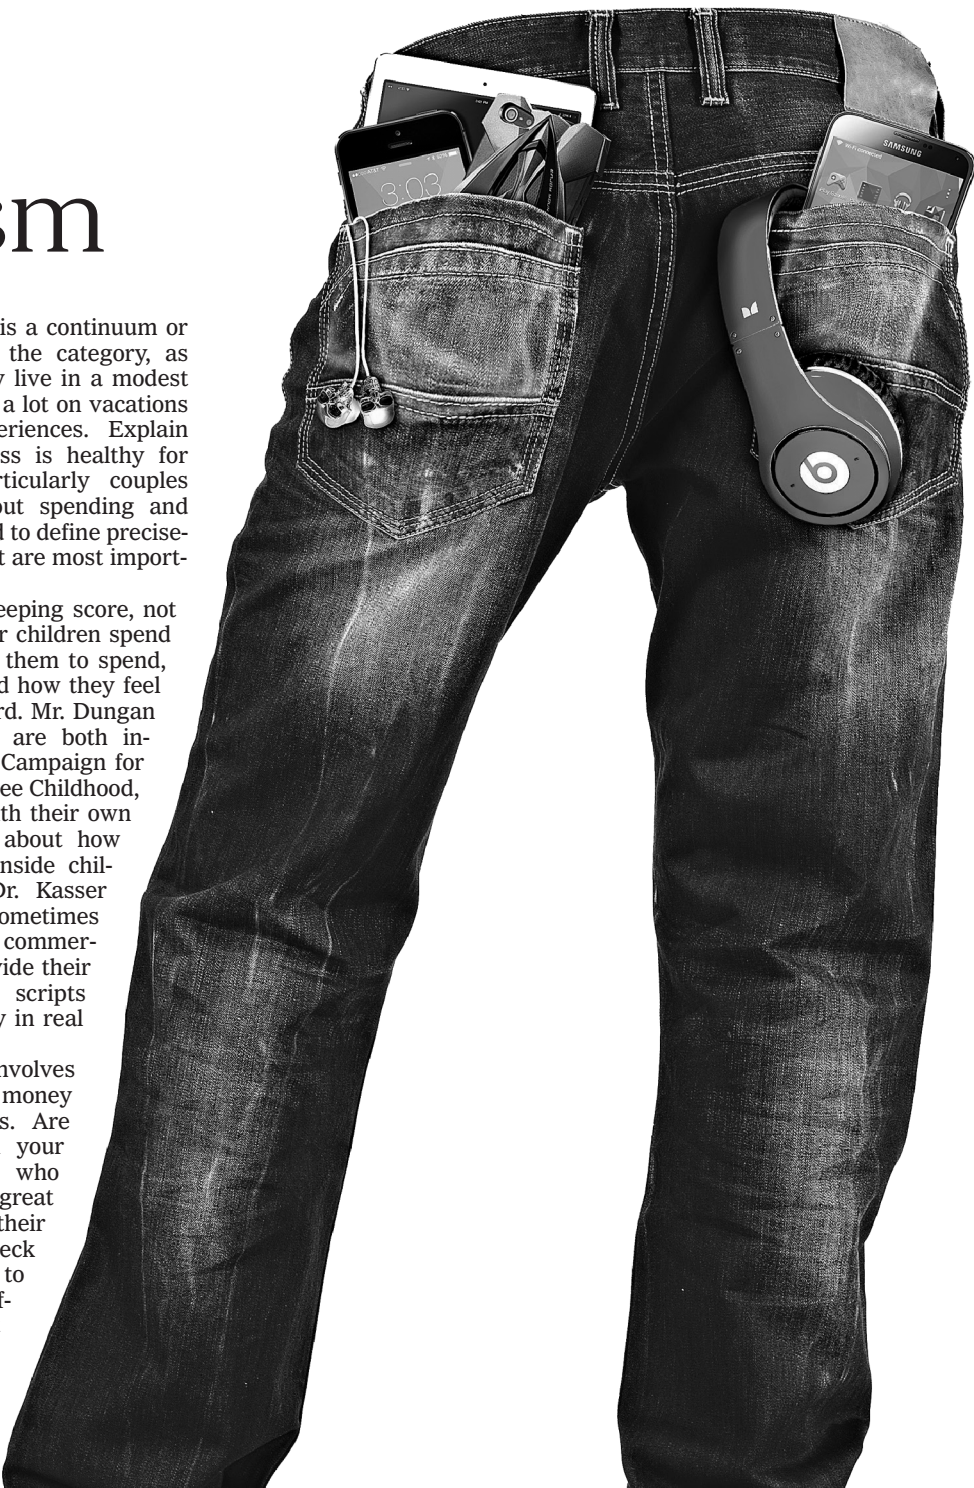 sm
is a continuum or
the category, as
y live in a modest
a lot on vacations
eriences. Explain
ss is healthy for
rticularly couples
out spending and
d to define precise-
t are most import-
eeping score, not
r children spend
them to spend,
d how they feel
rd. Mr. Dungan
are both in-
Campaign for
ee Childhood,
th their own
about how
nside chil-
Dr. Kasser
ometimes
commer-
vide their
scripts
y in real
nvolves
money
s. Are
your
who
great
their
eck
to
f-
3:03
SAMSUNG
Wi-Fi connected
b